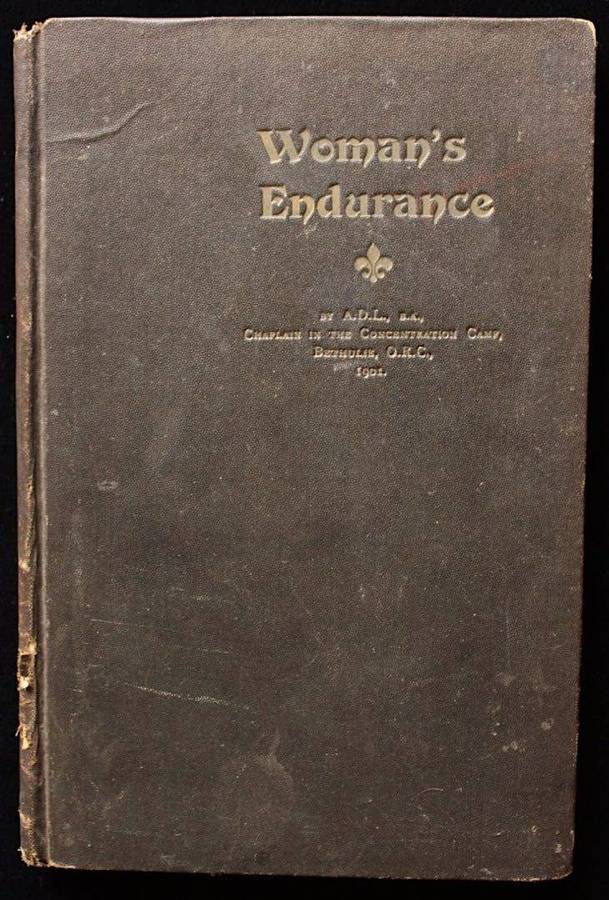 Woman's
Endurance
BY A.D.L., B.A.,
CHAPLAIN IN THE CONCENTRATION CAMP,
BETHULIE, O.R.C.,
1901.